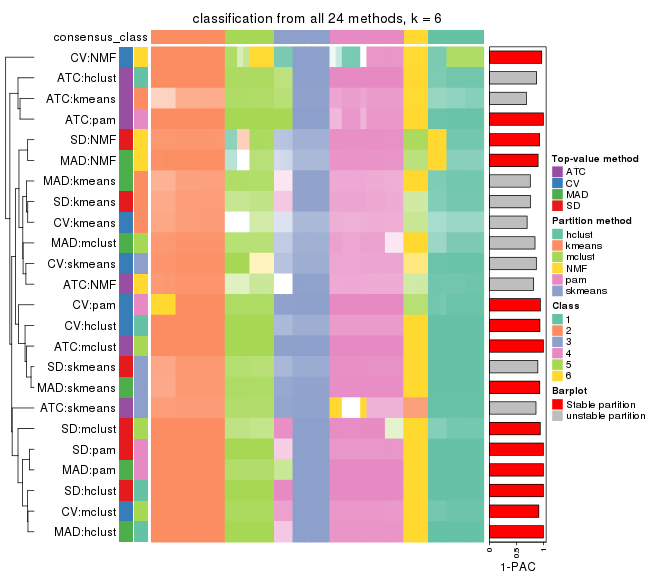 classification from all 24 methods, k = 6
consensus_class
CV:NMF
ATC:hclust
ATC:kmeans
ATC:pam
SD:NMF
MAD:NMF
MAD:kmeans
SD:kmeans
CV:kmeans
MAD:mclust
CV:skmeans
ATC:NMF
CV:pam
CV:hclust
ATC:mclust
SD:skmeans
MAD:skmeans
ATC:skmeans
SD:mclust
SD:pam
MAD:pam
SD:hclust
CV:mclust
MAD:hclust
0
0.5
1
1-PAC
Top-value method
ATC
CV
MAD
SD
Partition method
hclust
kmeans
mclust
NMF
pam
skmeans
Class
1
2
3
4
5
6
Barplot
Stable partition
unstable partition